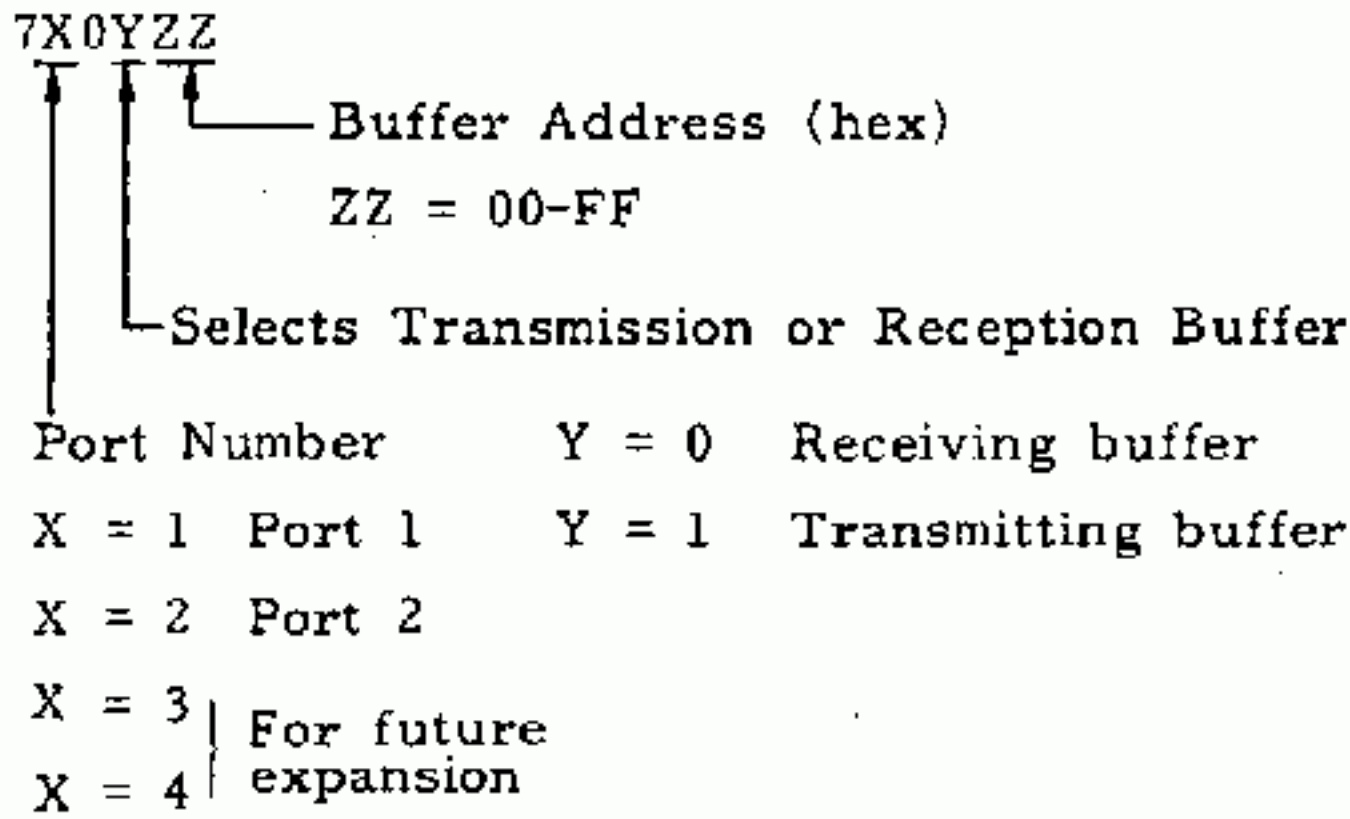 7X0YZZ
Buffer Address (hex)
ZZ = 00-FF
Selects Transmission or Reception Buffer
Port Number Y = 0 Receiving buffer
X = 1 Port 1 Y = 1 Transmitting buffer
X = 2 Port 2
X = 3
For future
expansion
X = 4